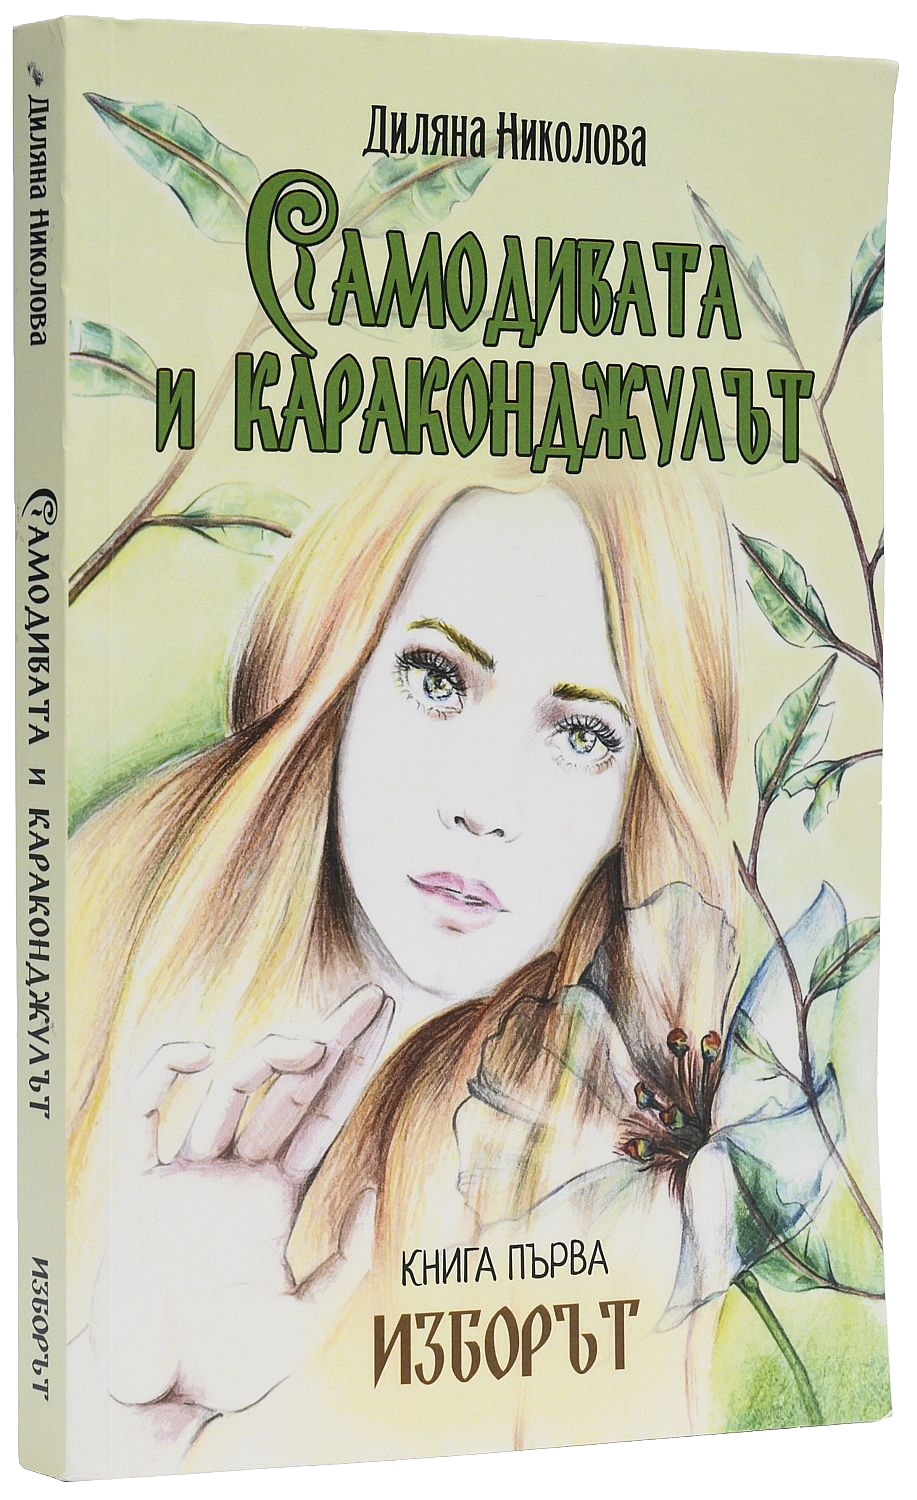 Диляна Николова
Самодивата
и караконджулът
КНИГА ПЪРВА
ИЗБОРЪТ
Диляна Николова
Самодивата и караконджулът
ИЗБОРЪТ